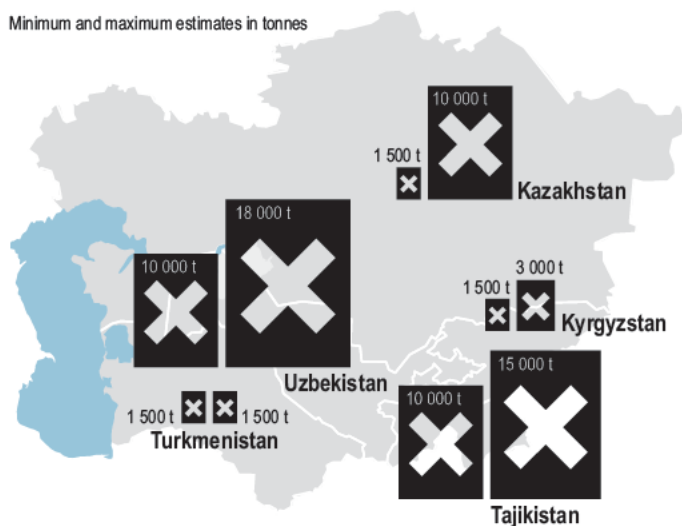 Minimum and maximum estimates in tonnes
10 000 t
1 500 t
Kazakhstan
18 000 t
10 000 t
Uzbekistan
3 000 t
1 500 t
Kyrgyzstan
15 000 t
10 000 t
Tajikistan
1 500 t 1 500 t
Turkmenistan